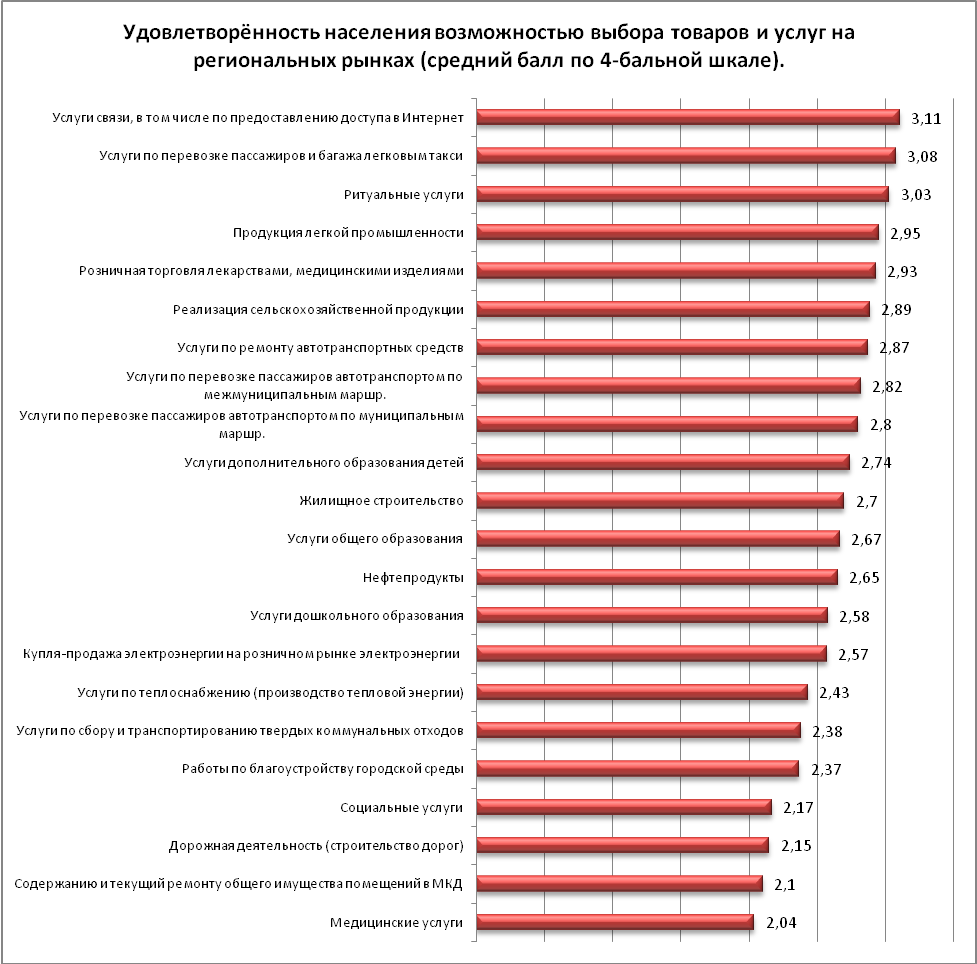 Удовлетворённость населения возможностью выбора товаров и услуг на
региональных рынках (средний балл по 4-бальной шкале).
Услуги связи, в том числе по предоставлению доступа в Интернет 3,11
Услуги по перевозке пассажиров и багажа легковым такси 3,08
Ритуальные услуги 3,03
Продукция легкой промышленности 2,95
Розничная торговля лекарствами, медицинскими изделиями 2,93
Реализация сельскохозяйственной продукции 2,89
Услуги по ремонту автотранспортных средств 2,87
Услуги по перевозке пассажиров автотранспортом по
межмуниципальным маршр. 2,82
Услуги по перевозке пассажиров автотранспортом по муниципальным
маршр. 2,8
Услуги дополнительного образования детей 2,74
Жилищное строительство 2,7
Услуги общего образования 2,67
Нефтепродукты 2,65
Услуги дошкольного образования 2,58
Купля-продажа электроэнергии на розничном рынке электроэнергии 2,57
Услуги по теплоснабжению (производство тепловой энергии) 2,43
Услуги по сбору и транспортированию твердых коммунальных отходов 2,38
Работы по благоустройству городской среды 2,37
Социальные услуги 2,17
Дорожная деятельность (строительство дорог) 2,15
Содержанию и текущий ремонту общего имущества помещений в МКД 2,1
Медицинские услуги 2,04